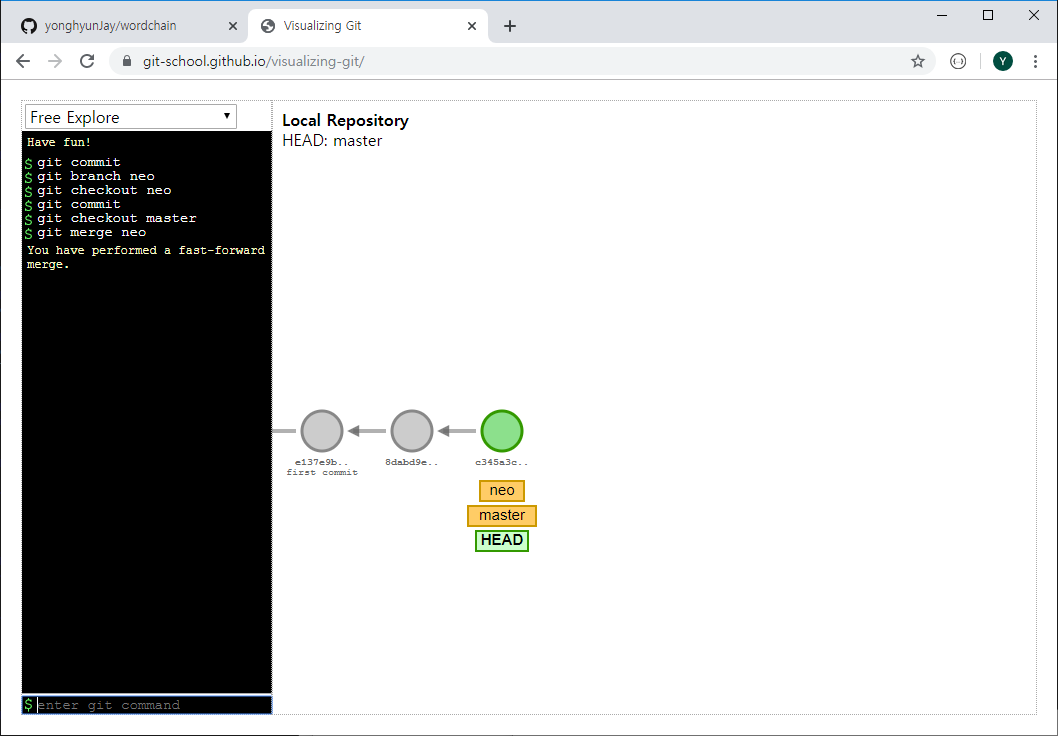 yonghyunJay/wordchain
Visualizing Git
git-school.github.io/visualizing-git/
Y
Free Explore
Have fun!
$ git commit
$ git branch neo
$ git checkout neo
$ git commit
$ git checkout master
$ git merge neo
You have performed a fast-forward
merge.
$ enter git command
Local Repository
HEAD: master
e137e9b..
first commit
8dabd9e..
c345a3c..
neo
master
HEAD